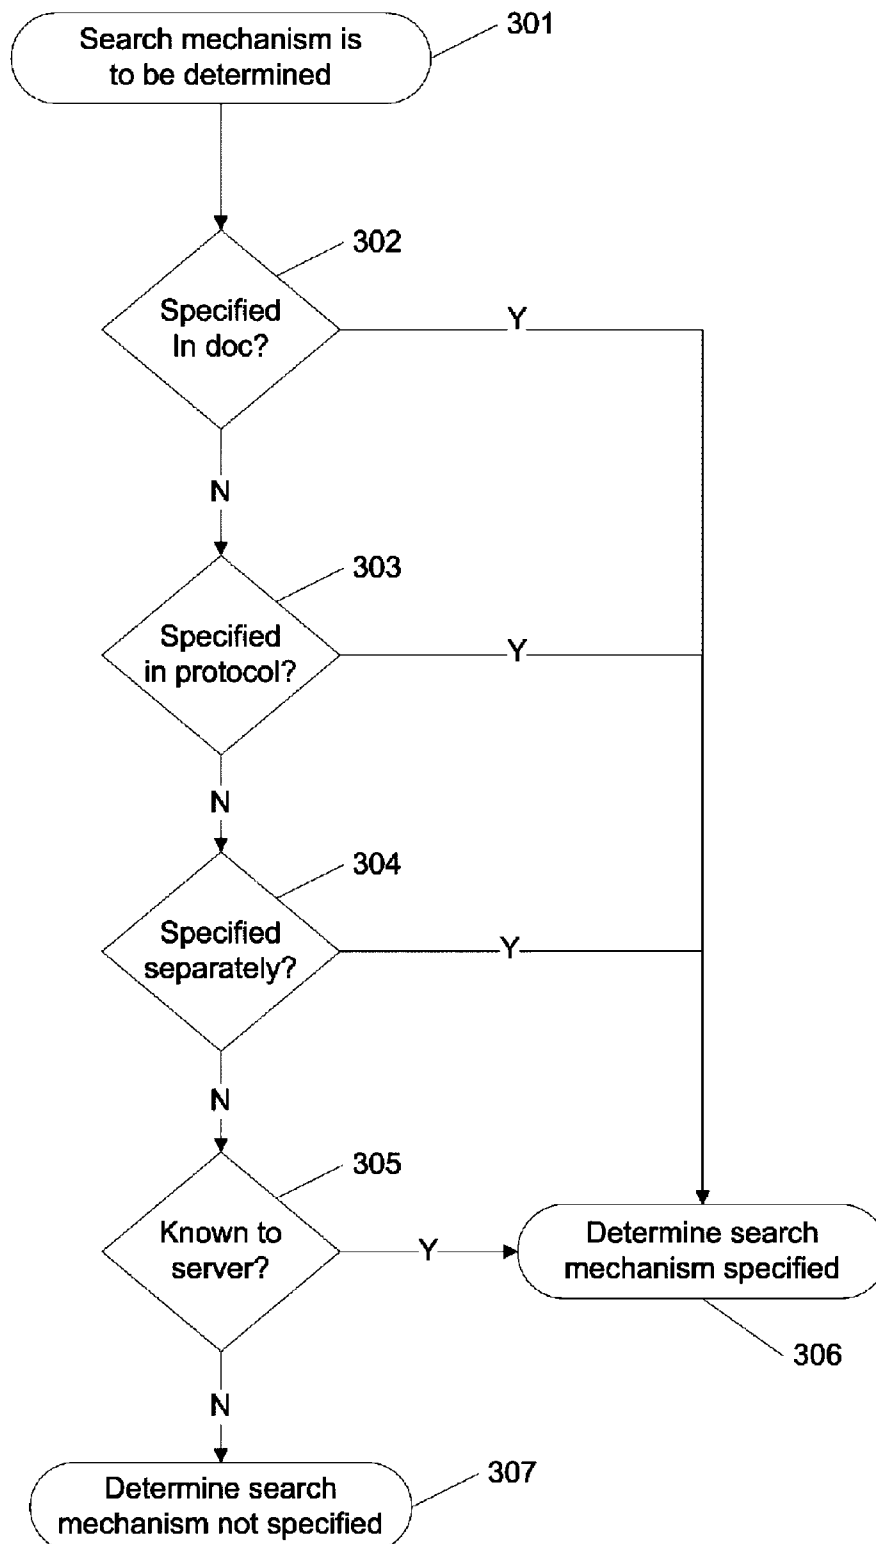 Search mechanism is
to be determined
301
302
Specified
In doc?
Y
N
303
Specified
in protocol?
Y
N
304
Specified
separately?
Y
N
305
Known to
server?
Y
Determine search
mechanism specified
306
N
307
Determine search
mechanism not specified